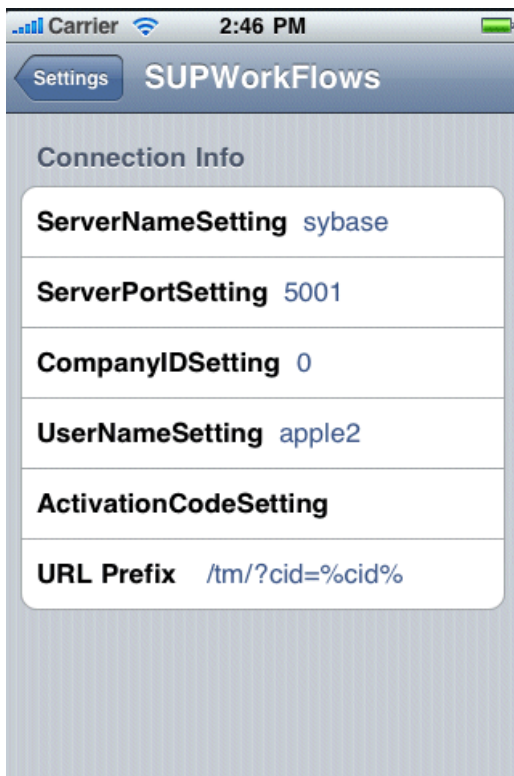 Carrier 2:46 PM
Settings SUPWorkFlows
Connection Info
ServerNameSetting sybase
ServerPortSetting 5001
CompanyIDSetting 0
UserNameSetting apple2
ActivationCodeSetting
URL Prefix /tm/?cid=%cid%